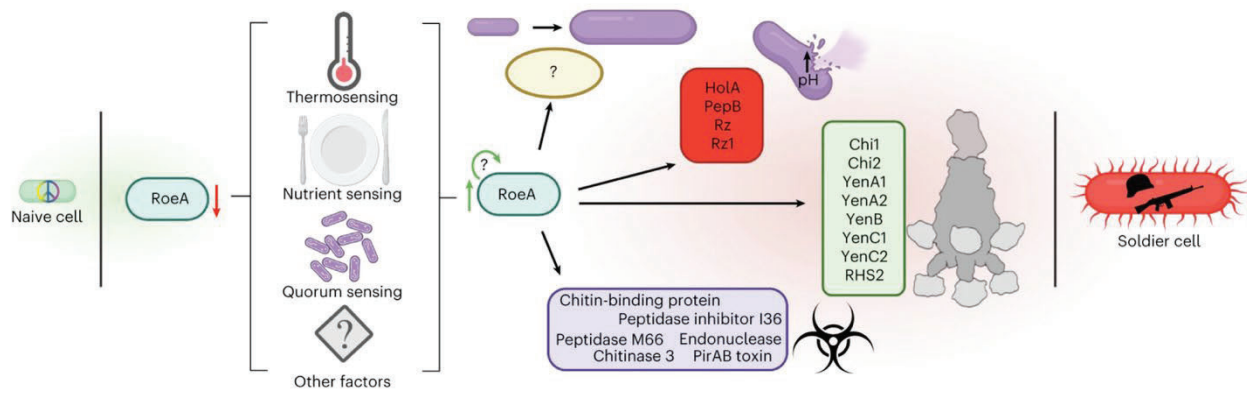 Naive cell
RoeA
Thermosensing
Nutrient sensing
Quorum sensing
?
Other factors
?
RoeA
?
HolA
PepB
Rz
Rz1
pH
Chi1
Chi2
YenA1
YenA2
YenB
YenC1
YenC2
RHS2
Chitin-binding protein
Peptidase inhibitor I36
Peptidase M66 Endonuclease
Chitinase 3 PirAB toxin
Soldier cell